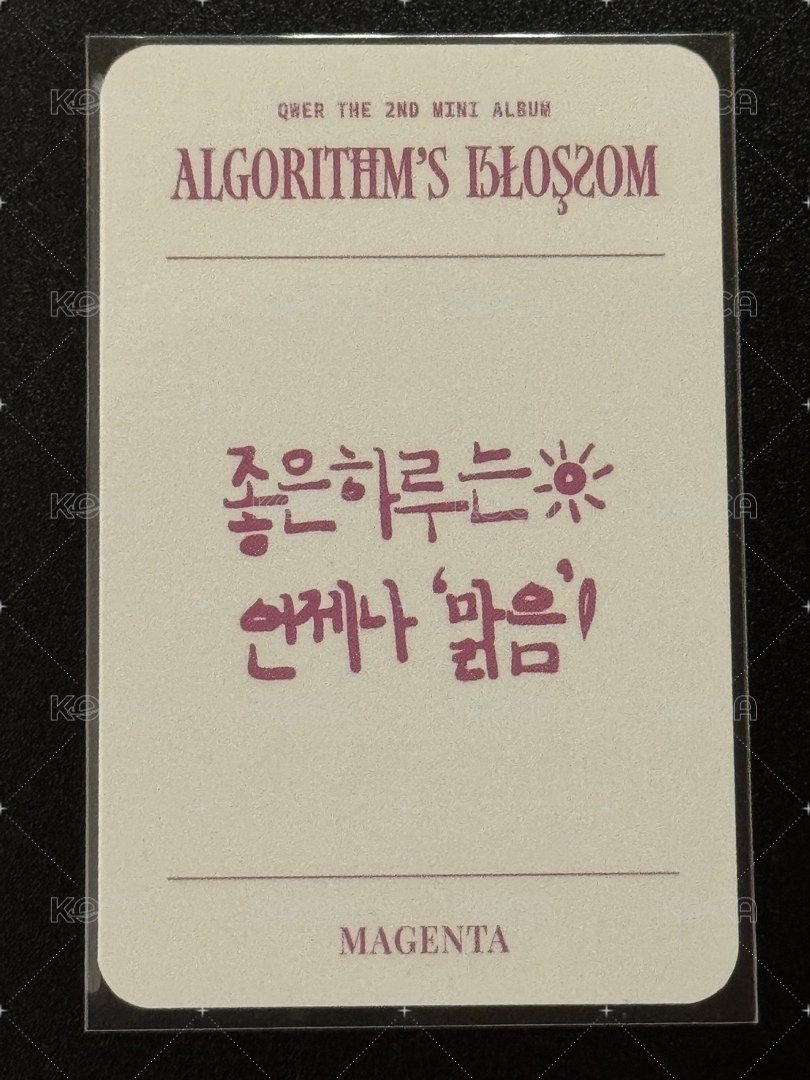 QWER THE 2ND MINI ALBUM
ALGORITHM'S BLOSSOM
좋은하루는
언제나 '맑음'
MAGENTA